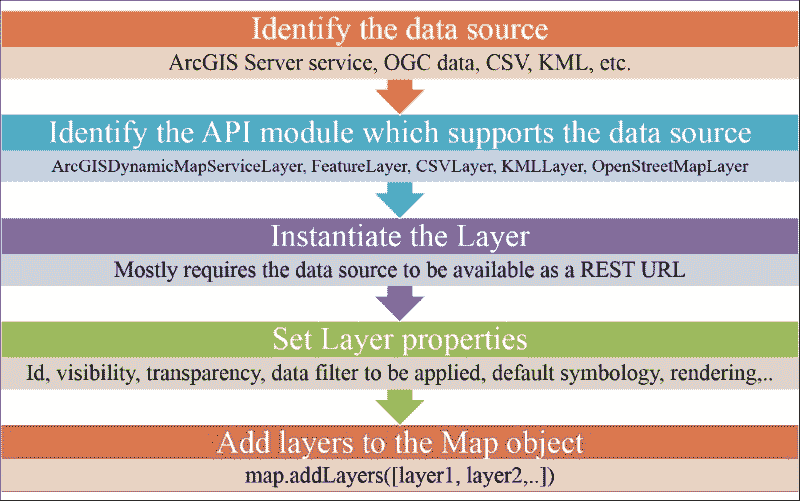 Identify the data source
ArcGIS Server service, OGC data, CSV, KML, etc.
Identify the API module which supports the data source
ArcGISDynamicMapServiceLayer, FeatureLayer, CSVLayer, KMLLayer, OpenStreetMapLayer
Instantiate the Layer
Mostly requires the data source to be available as a REST URL
Set Layer properties
Id, visibility, transparency, data filter to be applied, default symbology, rendering,..
Add layers to the Map object
map.addLayers([layer1, layer2,..])